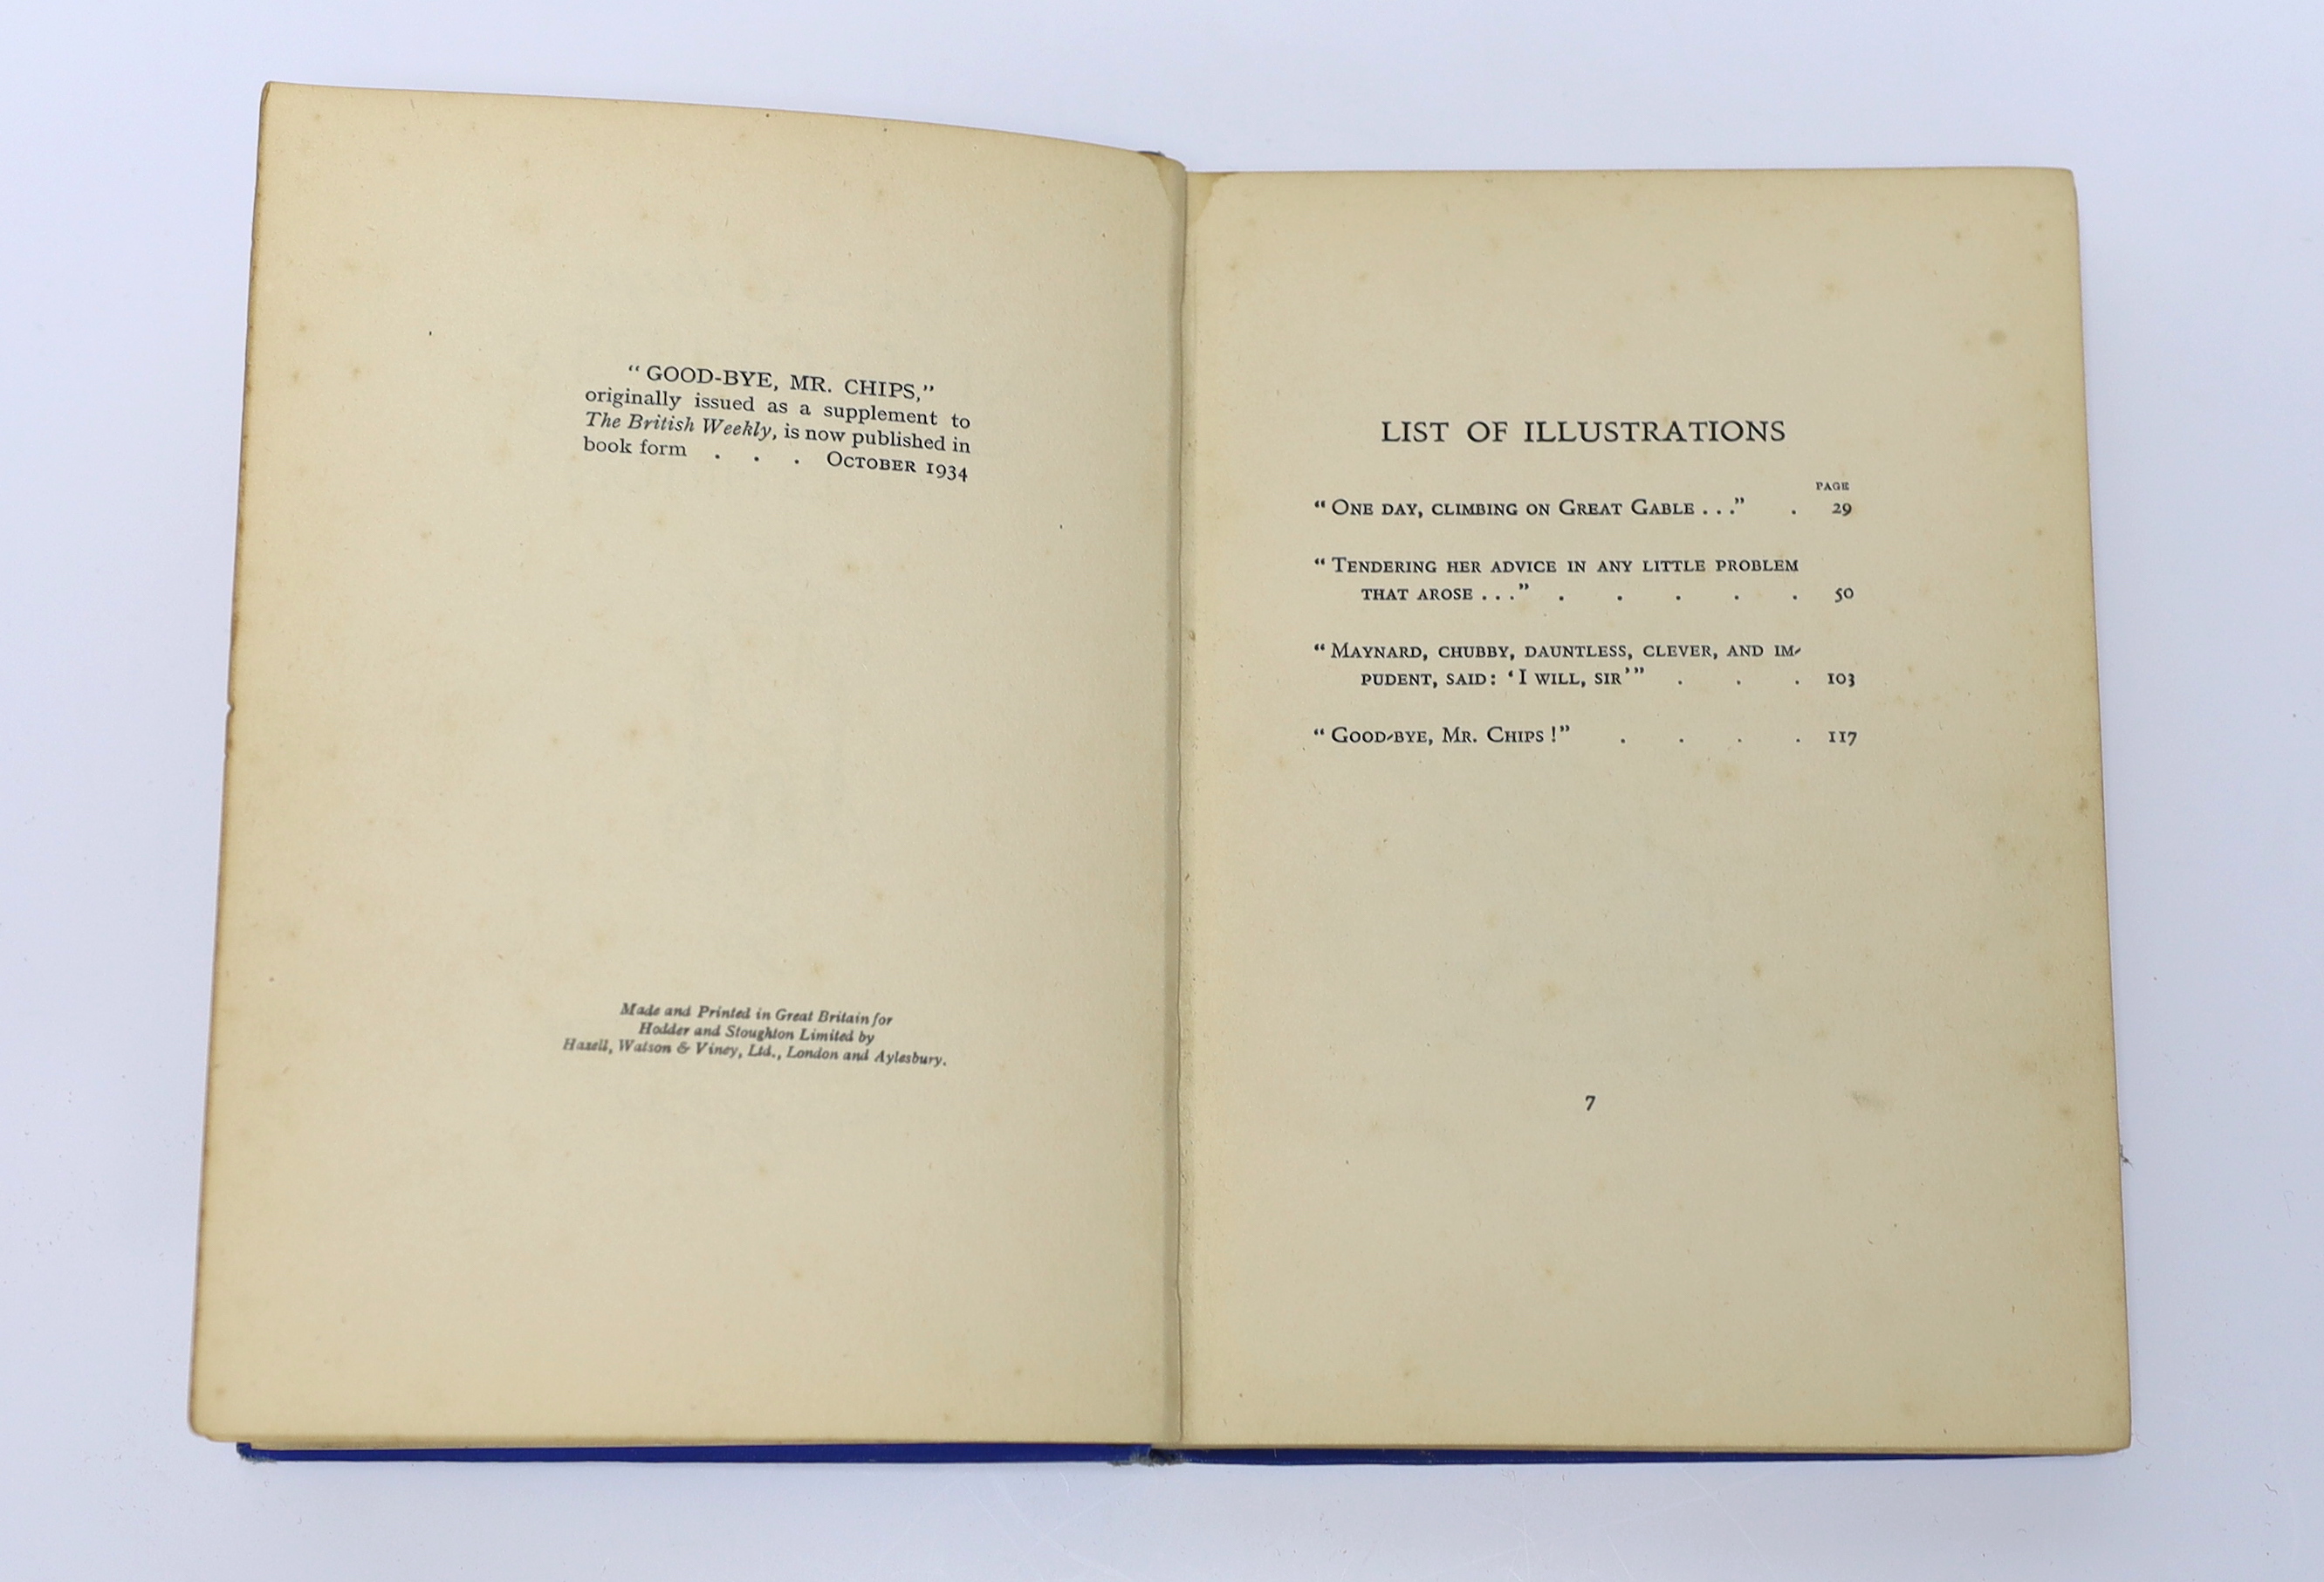 “GOOD-BYE, MR. CHIPS,”
originally issued as a supplement to
The British Weekly, is now published in
book form . . . OCTOBER 1934
Made and Printed in Great Britain for
Hodder and Stoughton Limited by
Hazell, Watson & Viney, Ltd., London and Aylesbury.
LIST OF ILLUSTRATIONS
PAGE
“ONE DAY, CLIMBING ON GREAT GABLE . . .” . 29
“TENDERING HER ADVICE IN ANY LITTLE PROBLEM
THAT AROSE . . .” . . . . . 50
“MAYNARD, CHUBBY, DAUNTLESS, CLEVER, AND IM-
PUDENT, SAID: ‘I WILL, SIR’” . . . 103
“GOOD-BYE, MR. CHIPS!” . . . . 117
7